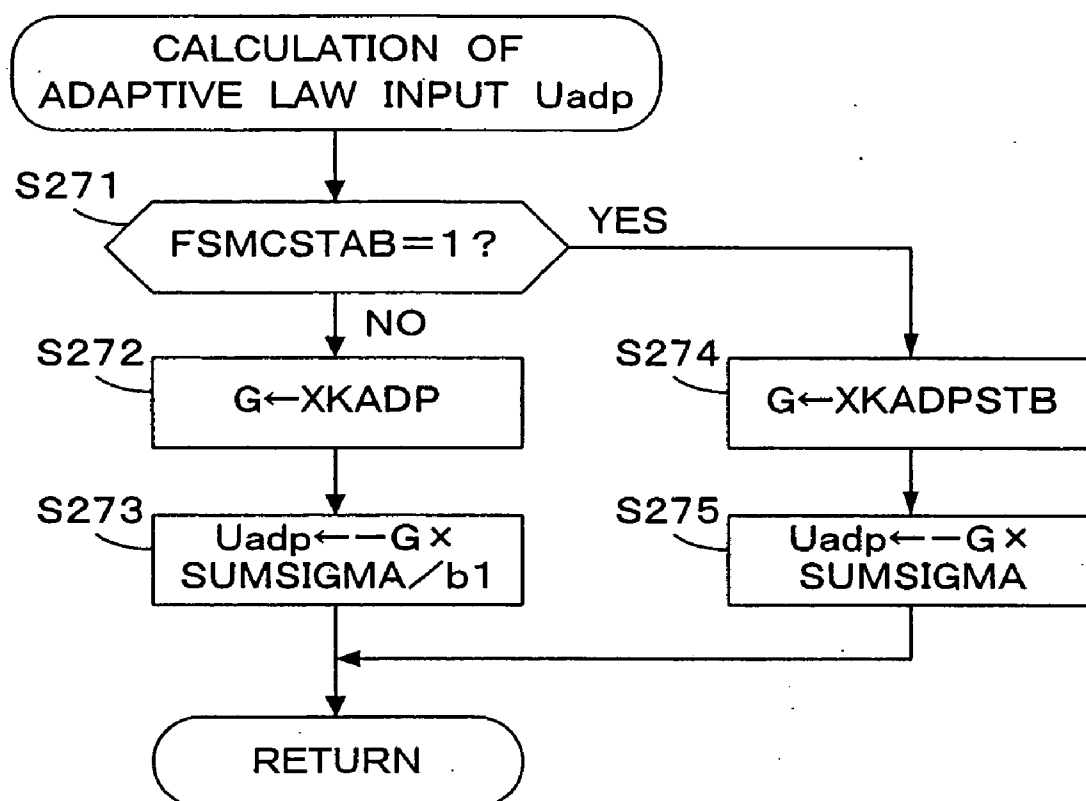 CALCULATION OF
ADAPTIVE LAW INPUT Uadp
S271
FSMCSTAB=1?
YES
NO
S272
G←XKADP
S274
G←XKADPSTB
S273
Uadp←−G×
SUMSIGMA/b1
S275
Uadp←−G×
SUMSIGMA
RETURN